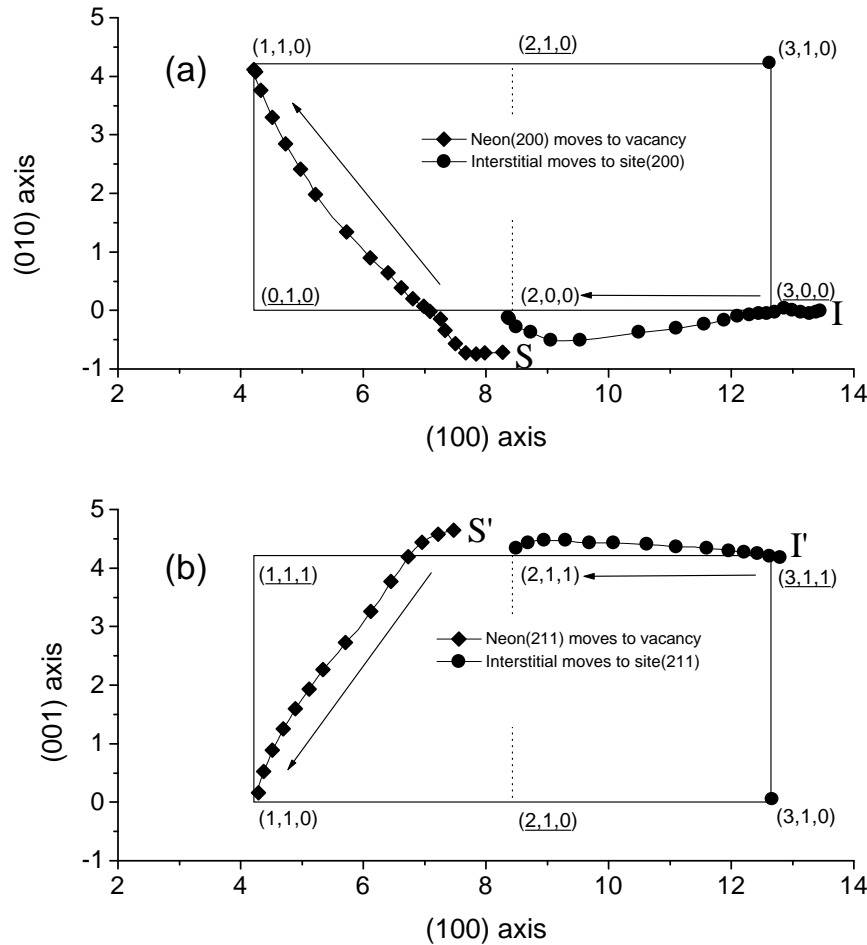 5
4
3
2
1
0
-1
(010) axis
(a)
(1,1,0)
(2,1,0)
(3,1,0)
Neon(200) moves to vacancy
Interstitial moves to site(200)
(0,1,0)
(2,0,0)
(3,0,0)
S
I
2
4
6
8
10
12
14
(100) axis
5
4
3
2
1
0
-1
(001) axis
(b)
S'
I'
(1,1,1)
(2,1,1)
(3,1,1)
Neon(211) moves to vacancy
Interstitial moves to site(211)
(1,1,0)
(2,1,0)
(3,1,0)
2
4
6
8
10
12
14
(100) axis